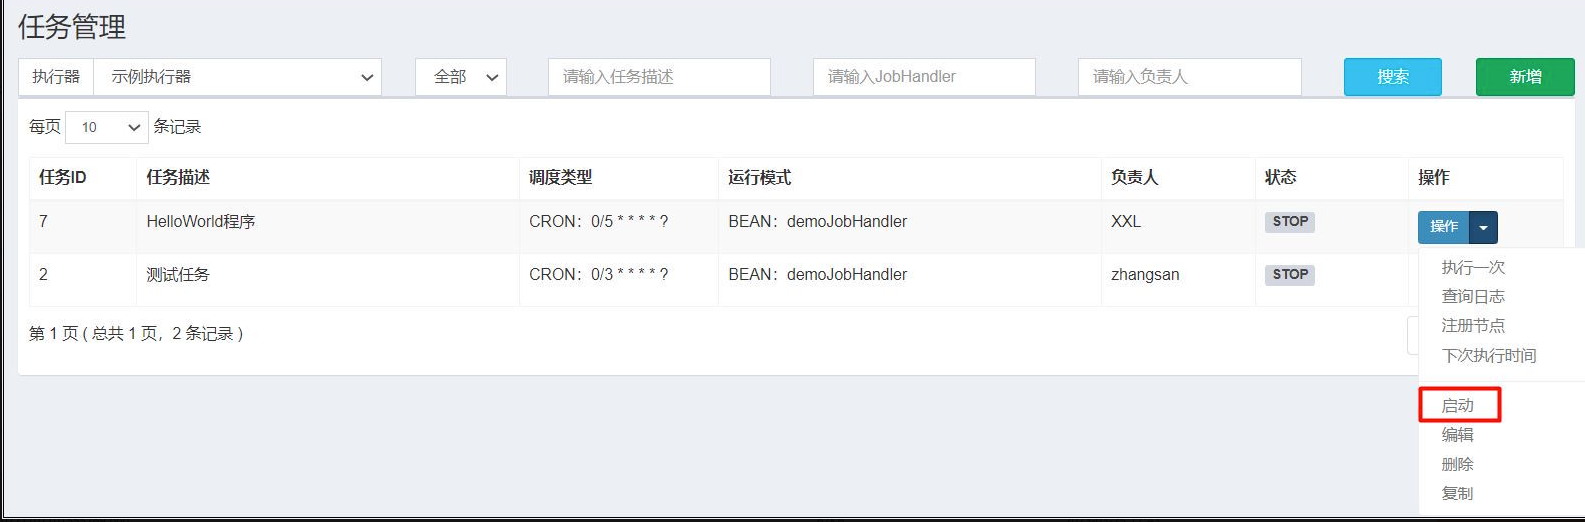 任务管理
执行器 示例执行器 全部 请输入任务描述 请输入JobHandler 请输入负责人 搜索 新增
每页 10 条记录
任务ID 任务描述 调度类型 运行模式 负责人 状态 操作
7 HelloWorld程序 CRON：0/5 * * * * ? BEAN：demoJobHandler XXL STOP 操作
2 测试任务 CRON：0/3 * * * * ? BEAN：demoJobHandler zhangsan STOP
第 1 页 ( 总共 1 页，2 条记录 )
执行一次
查询日志
注册节点
下次执行时间
启动
编辑
删除
复制